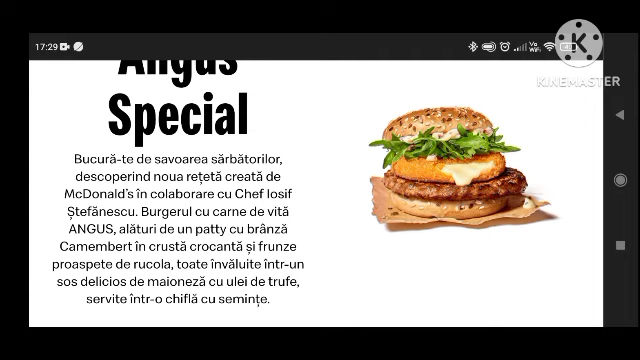 17:29
Vo
WiFi
KINEMASTER
Angus
Special
Bucură-te de savoarea sărbătorilor,
descoperind noua rețetă creată de
McDonald's în colaborare cu Chef Iosif
Ștefănescu. Burgerul cu carne de vită
ANGUS, alături de un patty cu brânză
Camembert în crustă crocantă și frunze
proaspete de rucola, toate învăluite într-un
sos delicios de maioneză cu ulei de trufe,
servite într-o chiflă cu semințe.